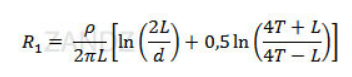 R₁ = ρ/2πL [ln(2L/d) + 0,5 ln((4T + L)/(4T − L))]